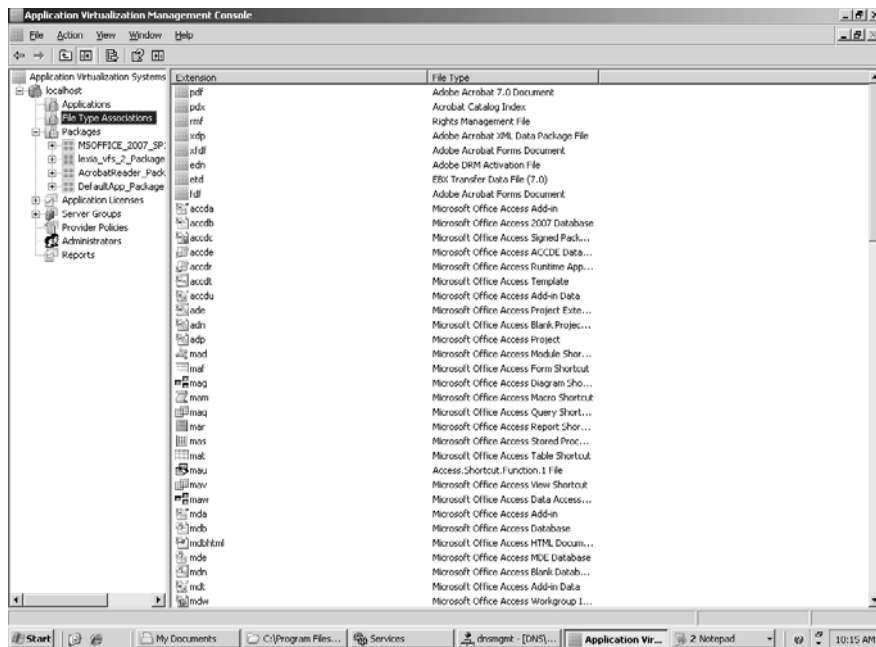 Application Virtualization Management Console
File Action View Window Help
Application Virtualization Systems
localhost
Applications
File Type Associations
Packages
MSOFFICE_2007_SP
lexia_vfs_2_Package
AcrobatReader_Pack
DefaultApp_Package
Application Licenses
Server Groups
Provider Policies
Administrators
Reports
Extension File Type
pdf Adobe Acrobat 7.0 Document
pdx Acrobat Catalog Index
rmf Rights Management File
xdp Adobe Acrobat XML Data Package File
xfdf Adobe Acrobat Forms Document
edn Adobe DRM Activation File
etd EBX Transfer Data File (7.0)
fdf Adobe Acrobat Forms Document
accda Microsoft Office Access Add-in
accdb Microsoft Office Access 2007 Database
accdc Microsoft Office Access Signed Pack...
accde Microsoft Office Access ACCDE Data...
accdr Microsoft Office Access Runtime App...
accdt Microsoft Office Access Template
accdu Microsoft Office Access Add-in Data
ade Microsoft Office Access Project Exte...
adn Microsoft Office Access Blank Projec...
adp Microsoft Office Access Project
mad Microsoft Office Access Module Shor...
maf Microsoft Office Access Form Shortcut
mag Microsoft Office Access Diagram Sho...
mam Microsoft Office Access Macro Shortcut
maq Microsoft Office Access Query Short...
mar Microsoft Office Access Report Shor...
mas Microsoft Office Access Stored Proc...
mat Microsoft Office Access Table Shortcut
mau Access.Shortcut.Function.1 File
mav Microsoft Office Access View Shortcut
maw Microsoft Office Access Data Access...
mda Microsoft Office Access Add-in
mdb Microsoft Office Access Database
mdbhtml Microsoft Office Access HTML Docum...
mde Microsoft Office Access MDE Database
mdn Microsoft Office Access Blank Datab...
mdt Microsoft Office Access Add-in Data
mdw Microsoft Office Access Workgroup I...
Start My Documents C:\Program Files... Services dnsmgmt - [DNS\... Application Vir... 2 Notepad 10:15 AM